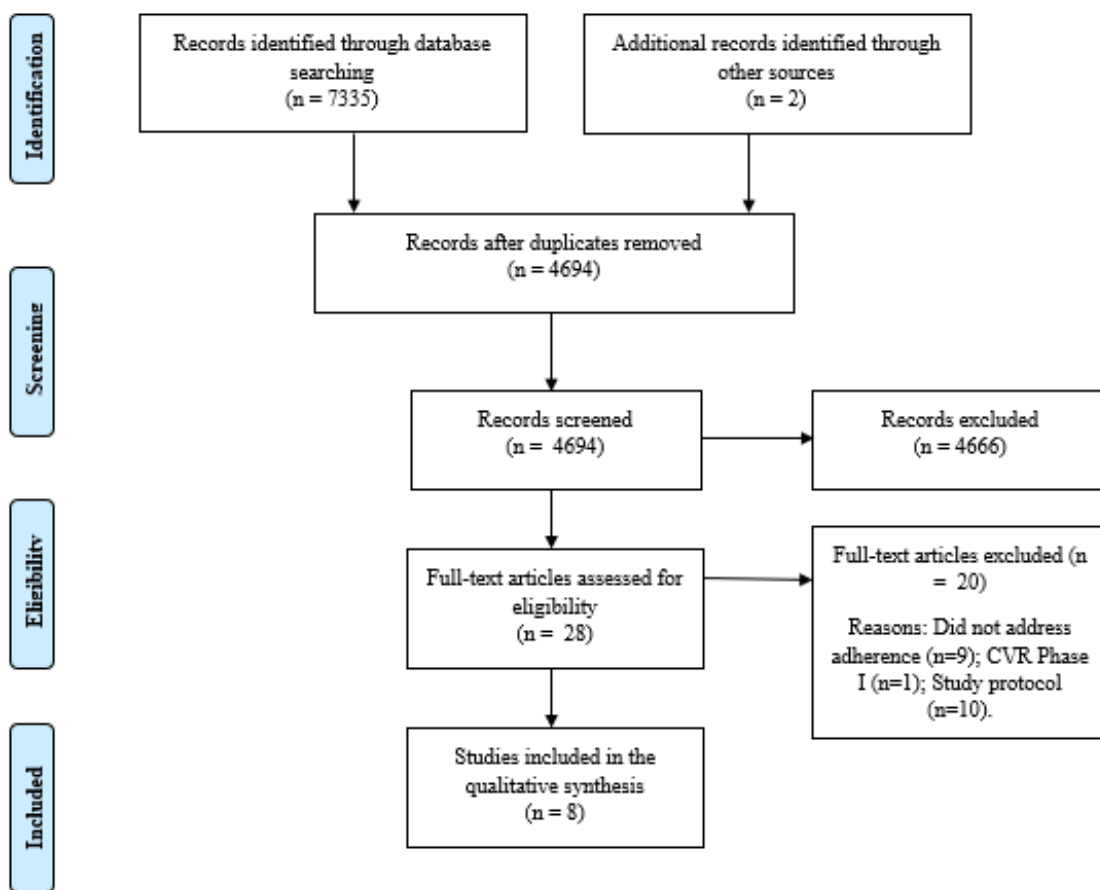 Identification
Records identified through database
searching
(n = 7335)
Additional records identified through
other sources
(n = 2)
Records after duplicates removed
(n = 4694)
Screening
Records screened
(n = 4694)
Records excluded
(n = 4666)
Eligibility
Full-text articles assessed for
eligibility
(n = 28)
Full-text articles excluded (n
= 20)
Reasons: Did not address
adherence (n=9); CVR Phase
I (n=1); Study protocol
(n=10).
Included
Studies included in the
qualitative synthesis
(n = 8)